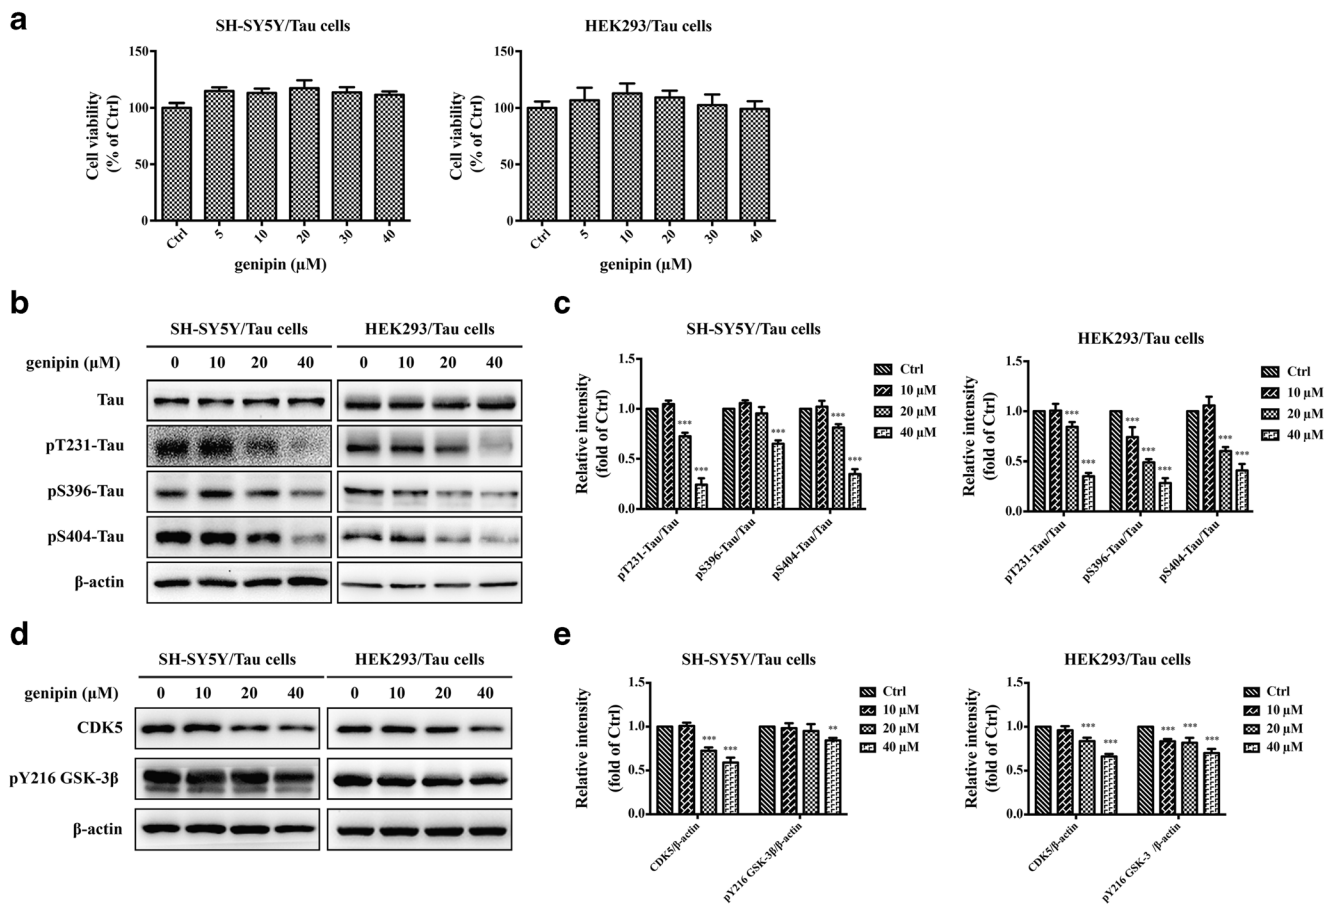 a
SH-SY5Y/Tau cells
Cell viability
(% of Ctrl)
150
100
50
0
Ctrl 5 10 20 30 40
genipin (μM)
HEK293/Tau cells
Cell viability
(% of Ctrl)
150
100
50
0
Ctrl 5 10 20 30 40
genipin (μM)
b
SH-SY5Y/Tau cells HEK293/Tau cells
genipin (μM) 0 10 20 40 0 10 20 40
Tau
pT231-Tau
pS396-Tau
pS404-Tau
β-actin
c
SH-SY5Y/Tau cells
Relative intensity
(fold of Ctrl)
1.5
1.0
0.5
0.0
*** *** *** *** ***
Ctrl
10 μM
20 μM
40 μM
pT231-Tau/Tau pS396-Tau/Tau pS404-Tau/Tau
HEK293/Tau cells
Relative intensity
(fold of Ctrl)
1.5
1.0
0.5
0.0
*** *** *** *** *** *** ***
Ctrl
10 μM
20 μM
40 μM
pT231-Tau/Tau pS396-Tau/Tau pS404-Tau/Tau
d
SH-SY5Y/Tau cells HEK293/Tau cells
genipin (μM) 0 10 20 40 0 10 20 40
CDK5
pY216 GSK-3β
β-actin
e
SH-SY5Y/Tau cells
Relative intensity
(fold of Ctrl)
1.5
1.0
0.5
0.0
*** *** **
Ctrl
10 μM
20 μM
40 μM
CDK5/β-actin pY216 GSK-3β/β-actin
HEK293/Tau cells
Relative intensity
(fold of Ctrl)
1.5
1.0
0.5
0.0
*** *** *** *** ***
Ctrl
10 μM
20 μM
40 μM
CDK5/β-actin pY216 GSK-3 /β-actin